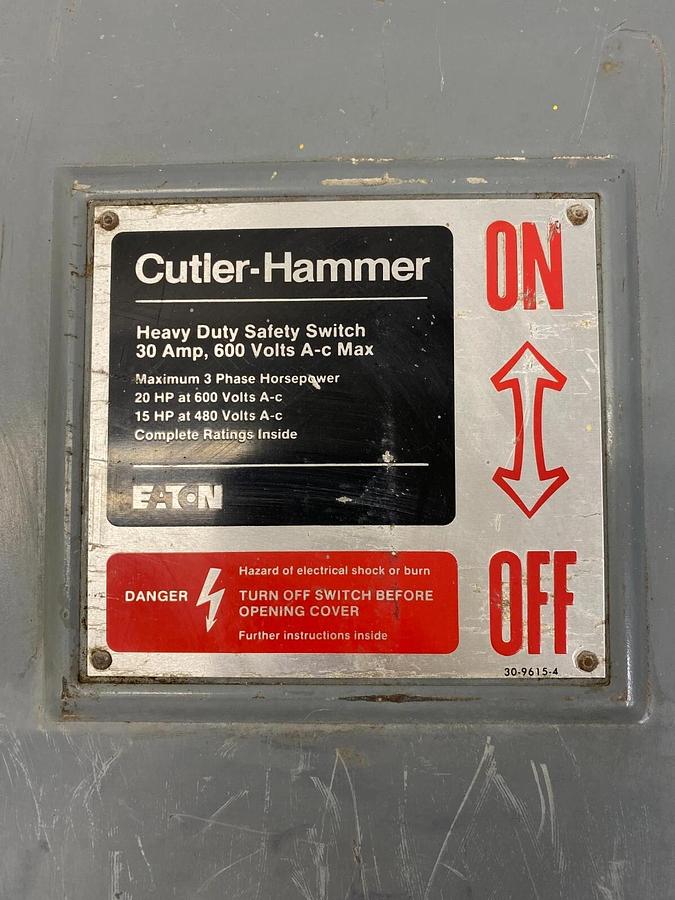 Cutler-Hammer
Heavy Duty Safety Switch
30 Amp, 600 Volts A-c Max
Maximum 3 Phase Horsepower
20 HP at 600 Volts A-c
15 HP at 480 Volts A-c
Complete Ratings Inside
EATON
ON
OFF
DANGER
Hazard of electrical shock or burn
TURN OFF SWITCH BEFORE
OPENING COVER
Further instructions inside
30-9615-4